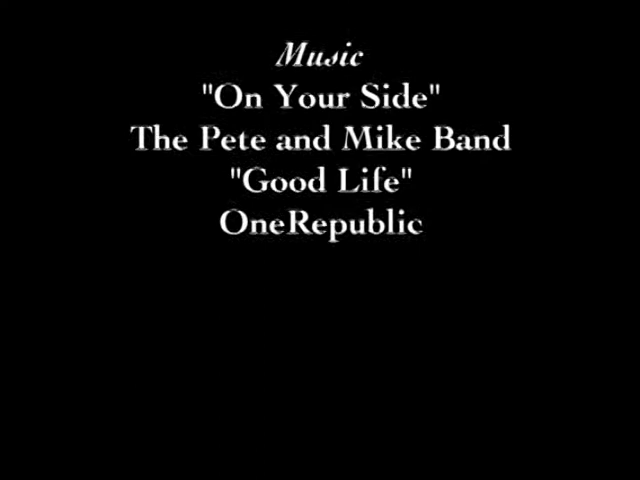 Music
"On Your Side"
The Pete and Mike Band
"Good Life"
OneRepublic